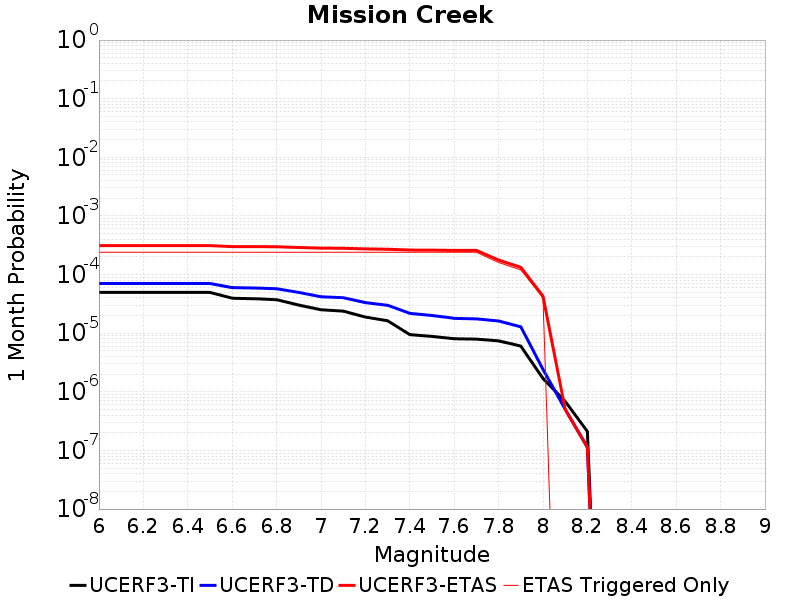 Mission Creek
1 Month Probability
10^0
10^-1
10^-2
10^-3
10^-4
10^-5
10^-6
10^-7
10^-8
6 6.2 6.4 6.6 6.8 7 7.2 7.4 7.6 7.8 8 8.2 8.4 8.6 8.8 9
Magnitude
UCERF3-TI UCERF3-TD UCERF3-ETAS ETAS Triggered Only